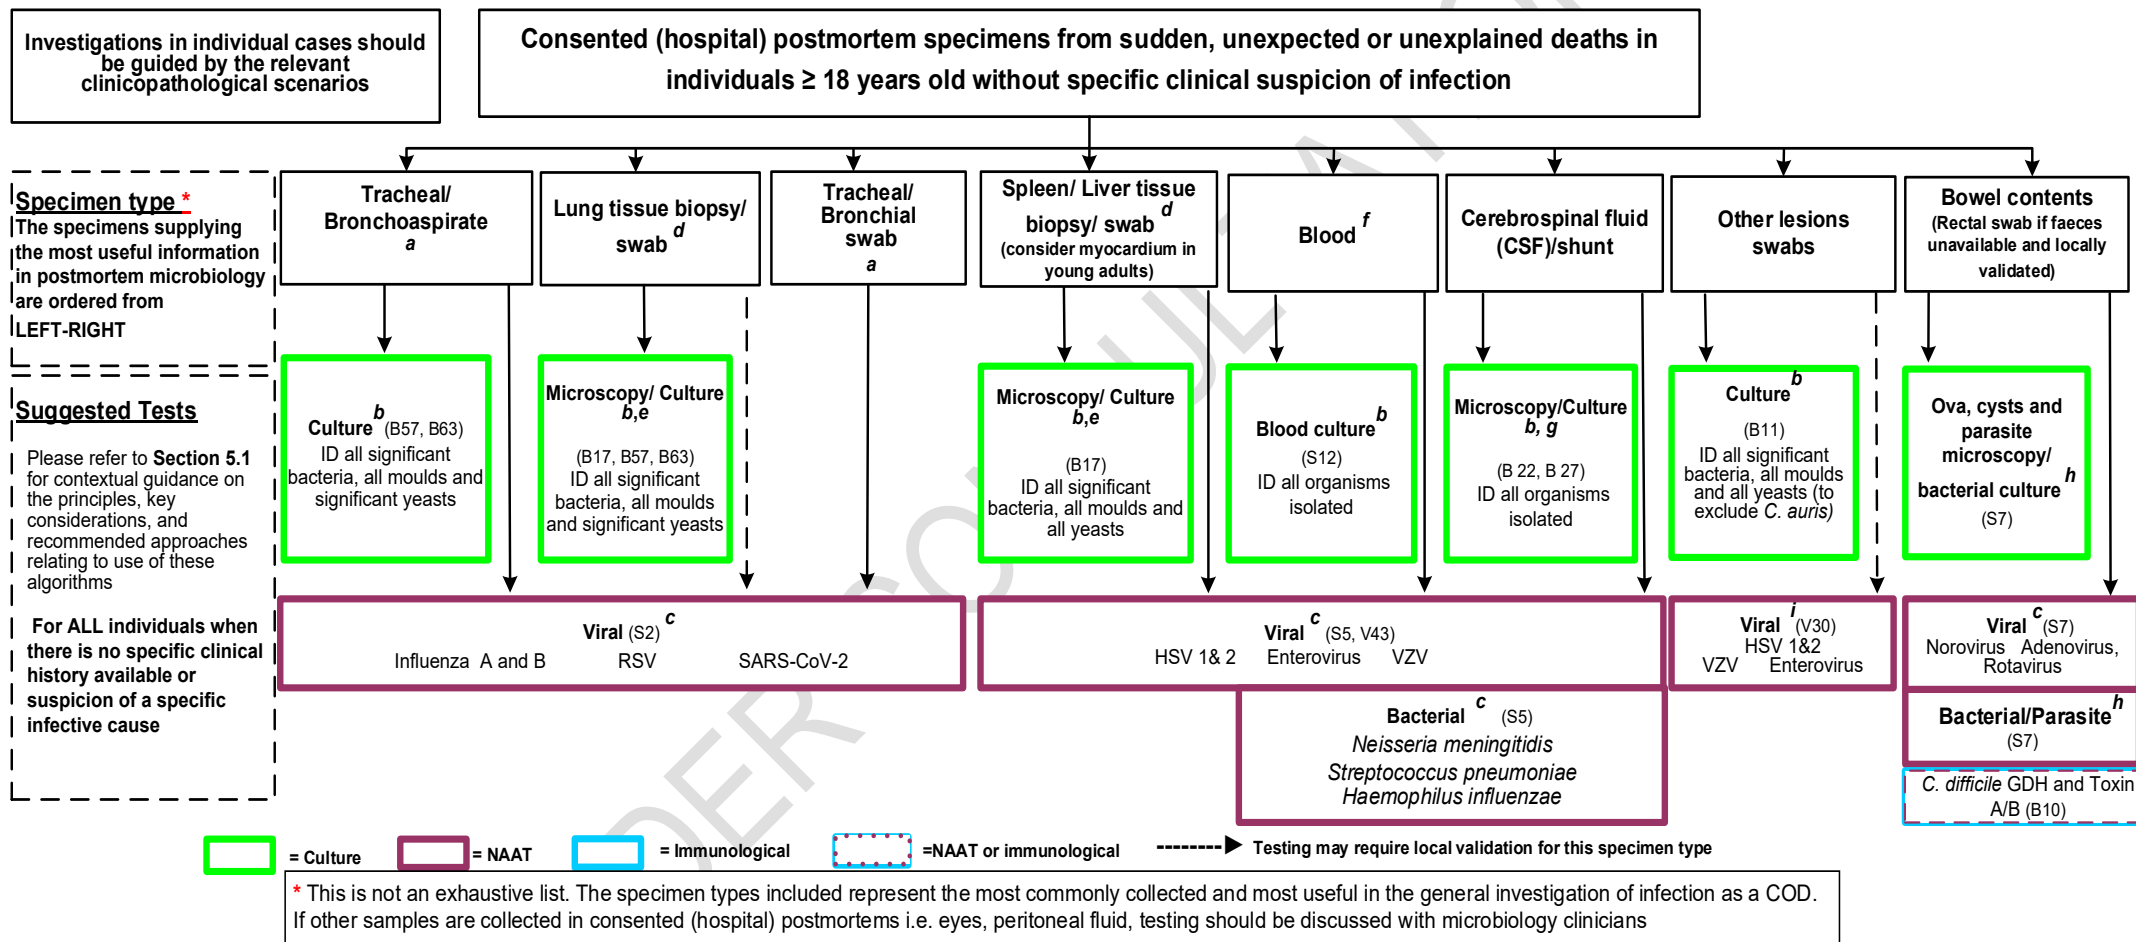 Investigations in individual cases should
be guided by the relevant
clinicopathological scenarios
Consented (hospital) postmortem specimens from sudden, unexpected or unexplained deaths in
individuals ≥ 18 years old without specific clinical suspicion of infection
Specimen type *
The specimens supplying
the most useful information
in postmortem microbiology
are ordered from
LEFT-RIGHT
Tracheal/
Bronchoaspirate
a
Lung tissue biopsy/
swab d
Tracheal/
Bronchial
swab
a
Spleen/ Liver tissue
biopsy/ swab d
(consider myocardium in
young adults)
Blood f
Cerebrospinal fluid
(CSF)/shunt
Other lesions
swabs
Bowel contents
(Rectal swab if faeces
unavailable and locally
validated)
Suggested Tests
Please refer to Section 5.1
for contextual guidance on
the principles, key
considerations, and
recommended approaches
relating to use of these
algorithms
For ALL individuals when
there is no specific clinical
history available or
suspicion of a specific
infective cause
Culture b (B57, B63)
ID all significant
bacteria, all moulds and
significant yeasts
Microscopy/ Culture
b,e
(B17, B57, B63)
ID all significant
bacteria, all moulds
and significant yeasts
Microscopy/ Culture
b,e
(B17)
ID all significant
bacteria, all moulds and
all yeasts
Blood culture b
(S12)
ID all organisms
isolated
Microscopy/Culture
b, g
(B 22, B 27)
ID all organisms
isolated
Culture b
(B11)
ID all significant
bacteria, all moulds
and all yeasts (to
exclude C. auris)
Ova, cysts and
parasite
microscopy/
bacterial culture h
(S7)
Viral (S2) c
Influenza A and B RSV SARS-CoV-2
Viral c (S5, V43)
HSV 1& 2 Enterovirus VZV
Viral i (V30)
HSV 1&2
VZV Enterovirus
Viral c (S7)
Norovirus Adenovirus,
Rotavirus
Bacterial c (S5)
Neisseria meningitidis
Streptococcus pneumoniae
Haemophilus influenzae
Bacterial/Parasite h
(S7)
C. difficile GDH and Toxin
A/B (B10)
= Culture
= NAAT
= Immunological
=NAAT or immunological
Testing may require local validation for this specimen type
* This is not an exhaustive list. The specimen types included represent the most commonly collected and most useful in the general investigation of infection as a COD.
If other samples are collected in consented (hospital) postmortems i.e. eyes, peritoneal fluid, testing should be discussed with microbiology clinicians